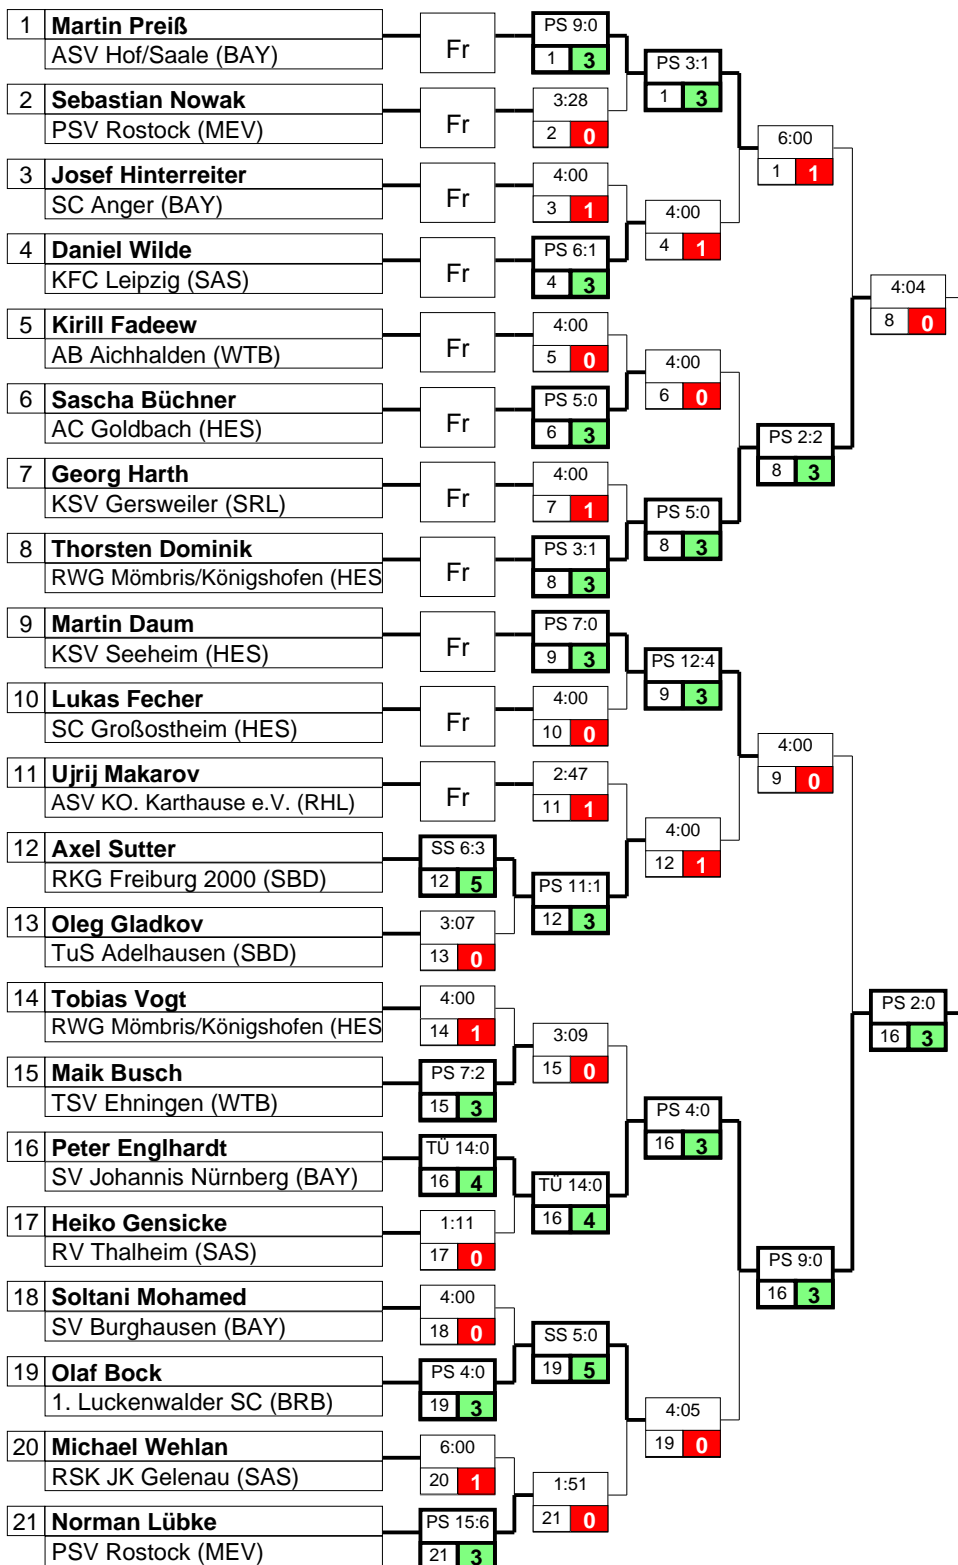 1 Martin Preiß
ASV Hof/Saale (BAY)
Fr
PS 9:0
1 3
PS 3:1
1 3
2 Sebastian Nowak
PSV Rostock (MEV)
Fr
3:28
2 0
6:00
1 1
3 Josef Hinterreiter
SC Anger (BAY)
Fr
4:00
3 1
4:00
4 1
4 Daniel Wilde
KFC Leipzig (SAS)
Fr
PS 6:1
4 3
4:04
8 0
5 Kirill Fadeew
AB Aichhalden (WTB)
Fr
4:00
5 0
4:00
6 0
6 Sascha Büchner
AC Goldbach (HES)
Fr
PS 5:0
6 3
PS 2:2
8 3
7 Georg Harth
KSV Gersweiler (SRL)
Fr
4:00
7 1
PS 5:0
8 3
8 Thorsten Dominik
RWG Mömbris/Königshofen (HES
Fr
PS 3:1
8 3
9 Martin Daum
KSV Seeheim (HES)
Fr
PS 7:0
9 3
PS 12:4
9 3
10 Lukas Fecher
SC Großostheim (HES)
Fr
4:00
10 0
4:00
9 0
11 Ujrij Makarov
ASV KO. Karthause e.V. (RHL)
Fr
2:47
11 1
4:00
12 1
12 Axel Sutter
RKG Freiburg 2000 (SBD)
SS 6:3
12 5
PS 11:1
12 3
13 Oleg Gladkov
TuS Adelhausen (SBD)
3:07
13 0
14 Tobias Vogt
RWG Mömbris/Königshofen (HES
4:00
14 1
3:09
15 0
PS 2:0
16 3
15 Maik Busch
TSV Ehningen (WTB)
PS 7:2
15 3
PS 4:0
16 3
16 Peter Englhardt
SV Johannis Nürnberg (BAY)
TÜ 14:0
16 4
TÜ 14:0
16 4
17 Heiko Gensicke
RV Thalheim (SAS)
1:11
17 0
PS 9:0
16 3
18 Soltani Mohamed
SV Burghausen (BAY)
4:00
18 0
SS 5:0
19 5
19 Olaf Bock
1. Luckenwalder SC (BRB)
PS 4:0
19 3
4:05
19 0
20 Michael Wehlan
RSK JK Gelenau (SAS)
6:00
20 1
1:51
21 0
21 Norman Lübke
PSV Rostock (MEV)
PS 15:6
21 3